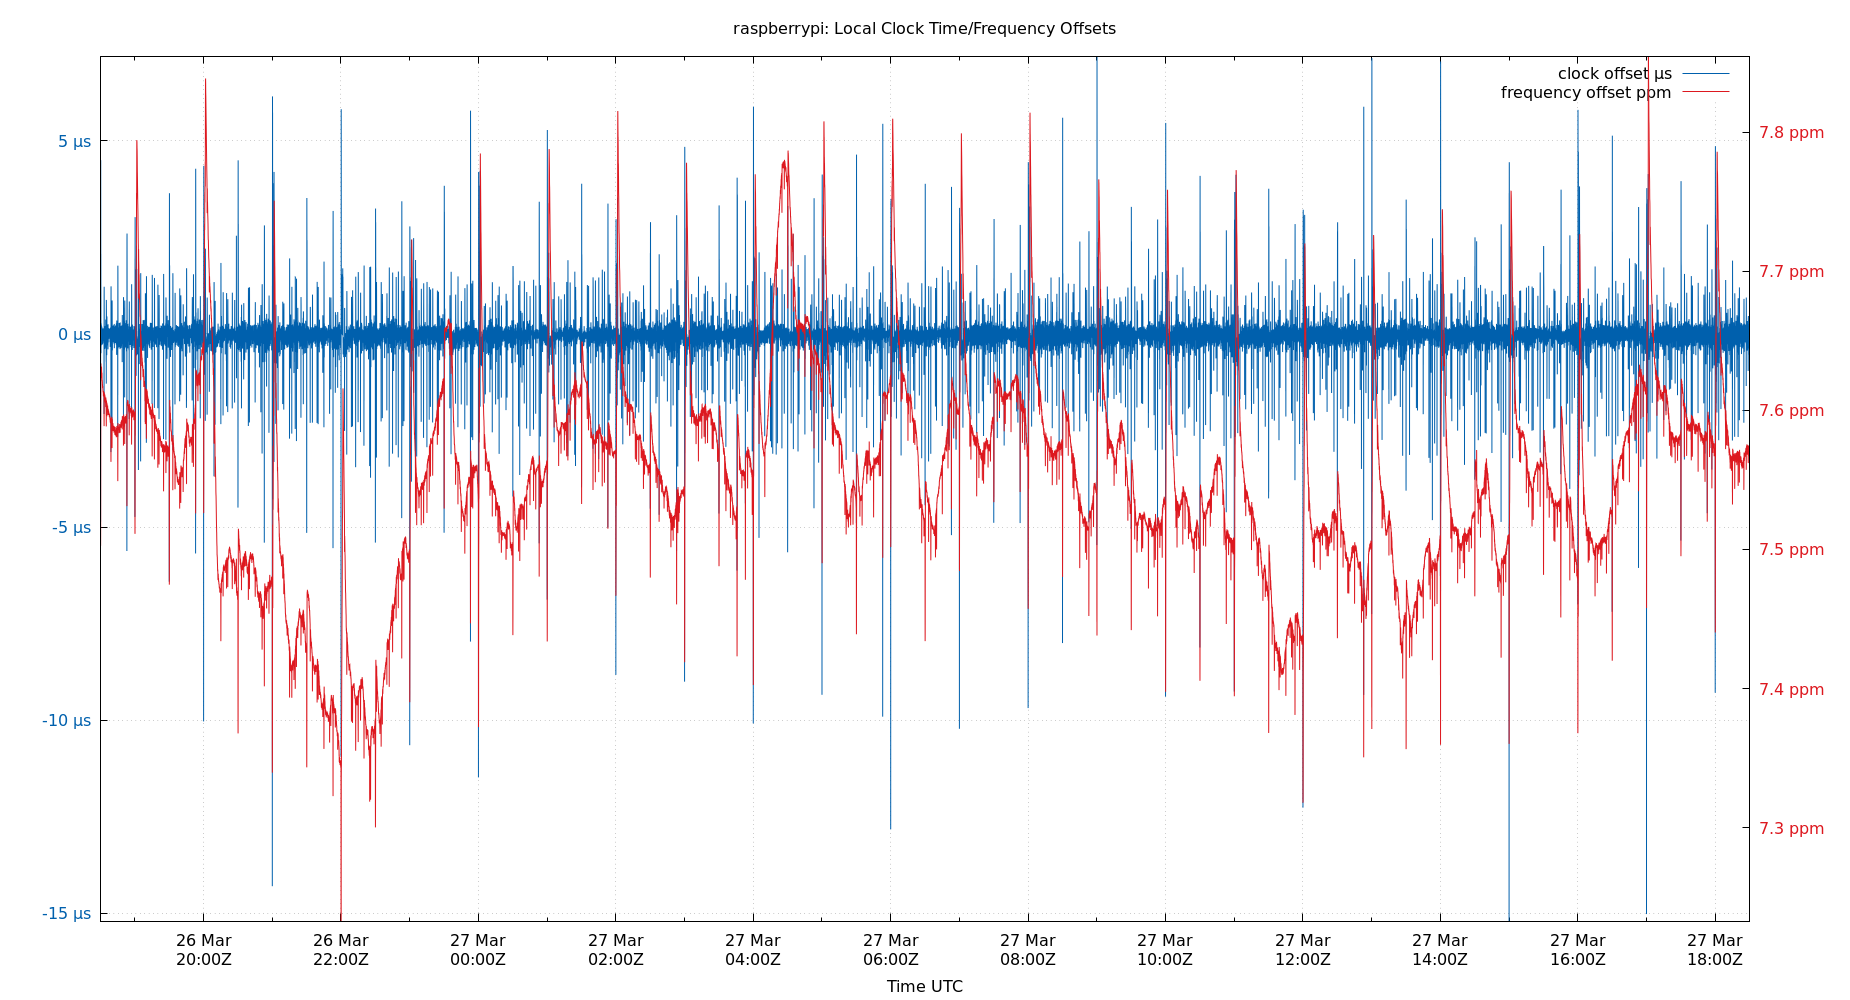 raspberrypi: Local Clock Time/Frequency Offsets
clock offset µs
frequency offset ppm
5 µs
0 µs
-5 µs
-10 µs
-15 µs
7.8 ppm
7.7 ppm
7.6 ppm
7.5 ppm
7.4 ppm
7.3 ppm
26 Mar
20:00Z
26 Mar
22:00Z
27 Mar
00:00Z
27 Mar
02:00Z
27 Mar
04:00Z
27 Mar
06:00Z
27 Mar
08:00Z
27 Mar
10:00Z
27 Mar
12:00Z
27 Mar
14:00Z
27 Mar
16:00Z
27 Mar
18:00Z
Time UTC